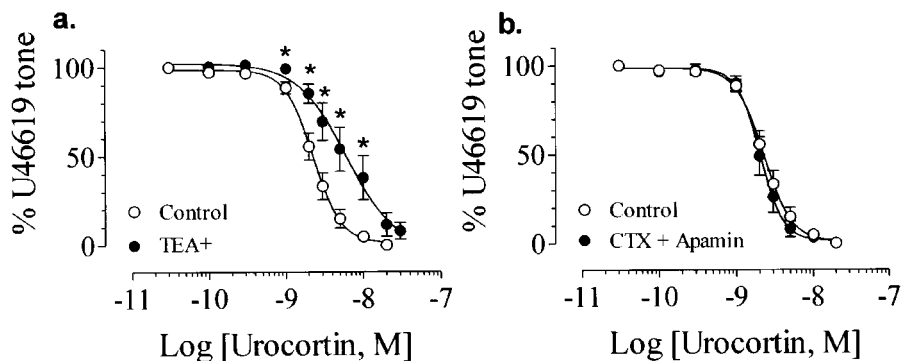 a.
% U46619 tone
100
50
0
* * * * *
○ Control
● TEA+
-11 -10 -9 -8 -7
Log [Urocortin, M]
b.
% U46619 tone
100
50
0
○ Control
● CTX + Apamin
-11 -10 -9 -8 -7
Log [Urocortin, M]